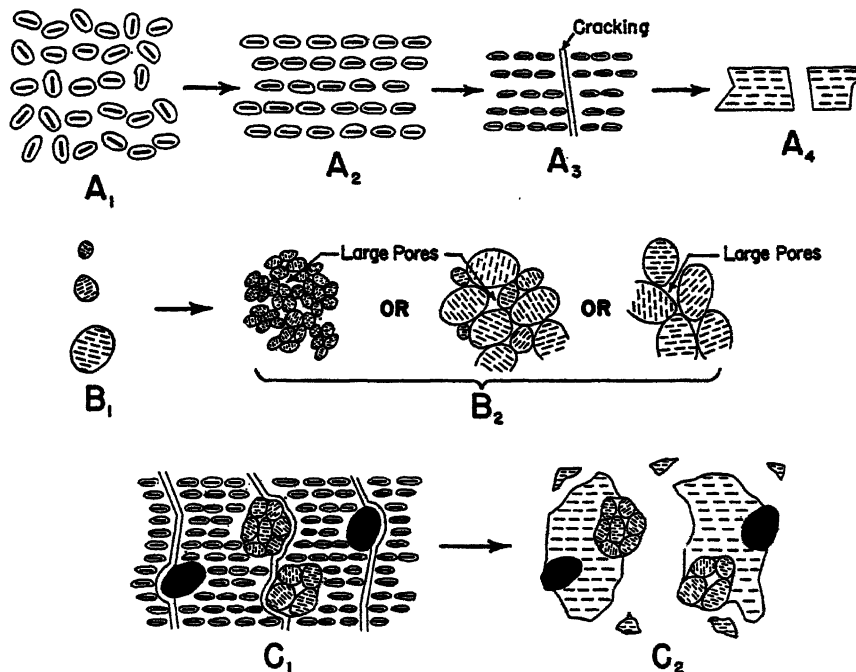 Cracking
A₁
A₂
A₃
A₄
Large Pores
Large Pores
OR
OR
B₁
B₂
C₁
C₂